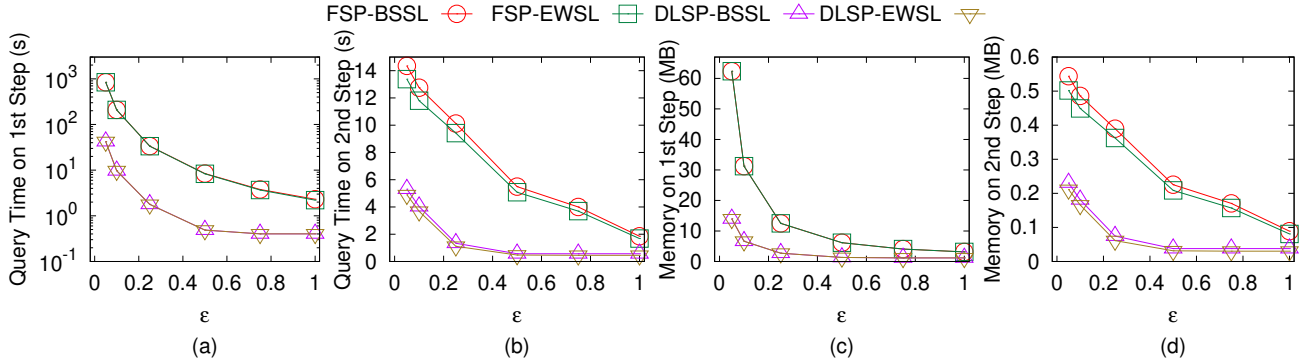 FSP-BSSL FSP-EWSL DLSP-BSSL DLSP-EWSL
Query Time on 1st Step (s)
10^3
10^2
10^1
10^0
10^-1
0 0.2 0.4 0.6 0.8 1
ε
(a)
Query Time on 2nd Step (s)
14
12
10
8
6
4
2
0
0 0.2 0.4 0.6 0.8 1
ε
(b)
Memory on 1st Step (MB)
60
50
40
30
20
10
0
0 0.2 0.4 0.6 0.8 1
ε
(c)
Memory on 2nd Step (MB)
0.6
0.5
0.4
0.3
0.2
0.1
0
0 0.2 0.4 0.6 0.8 1
ε
(d)